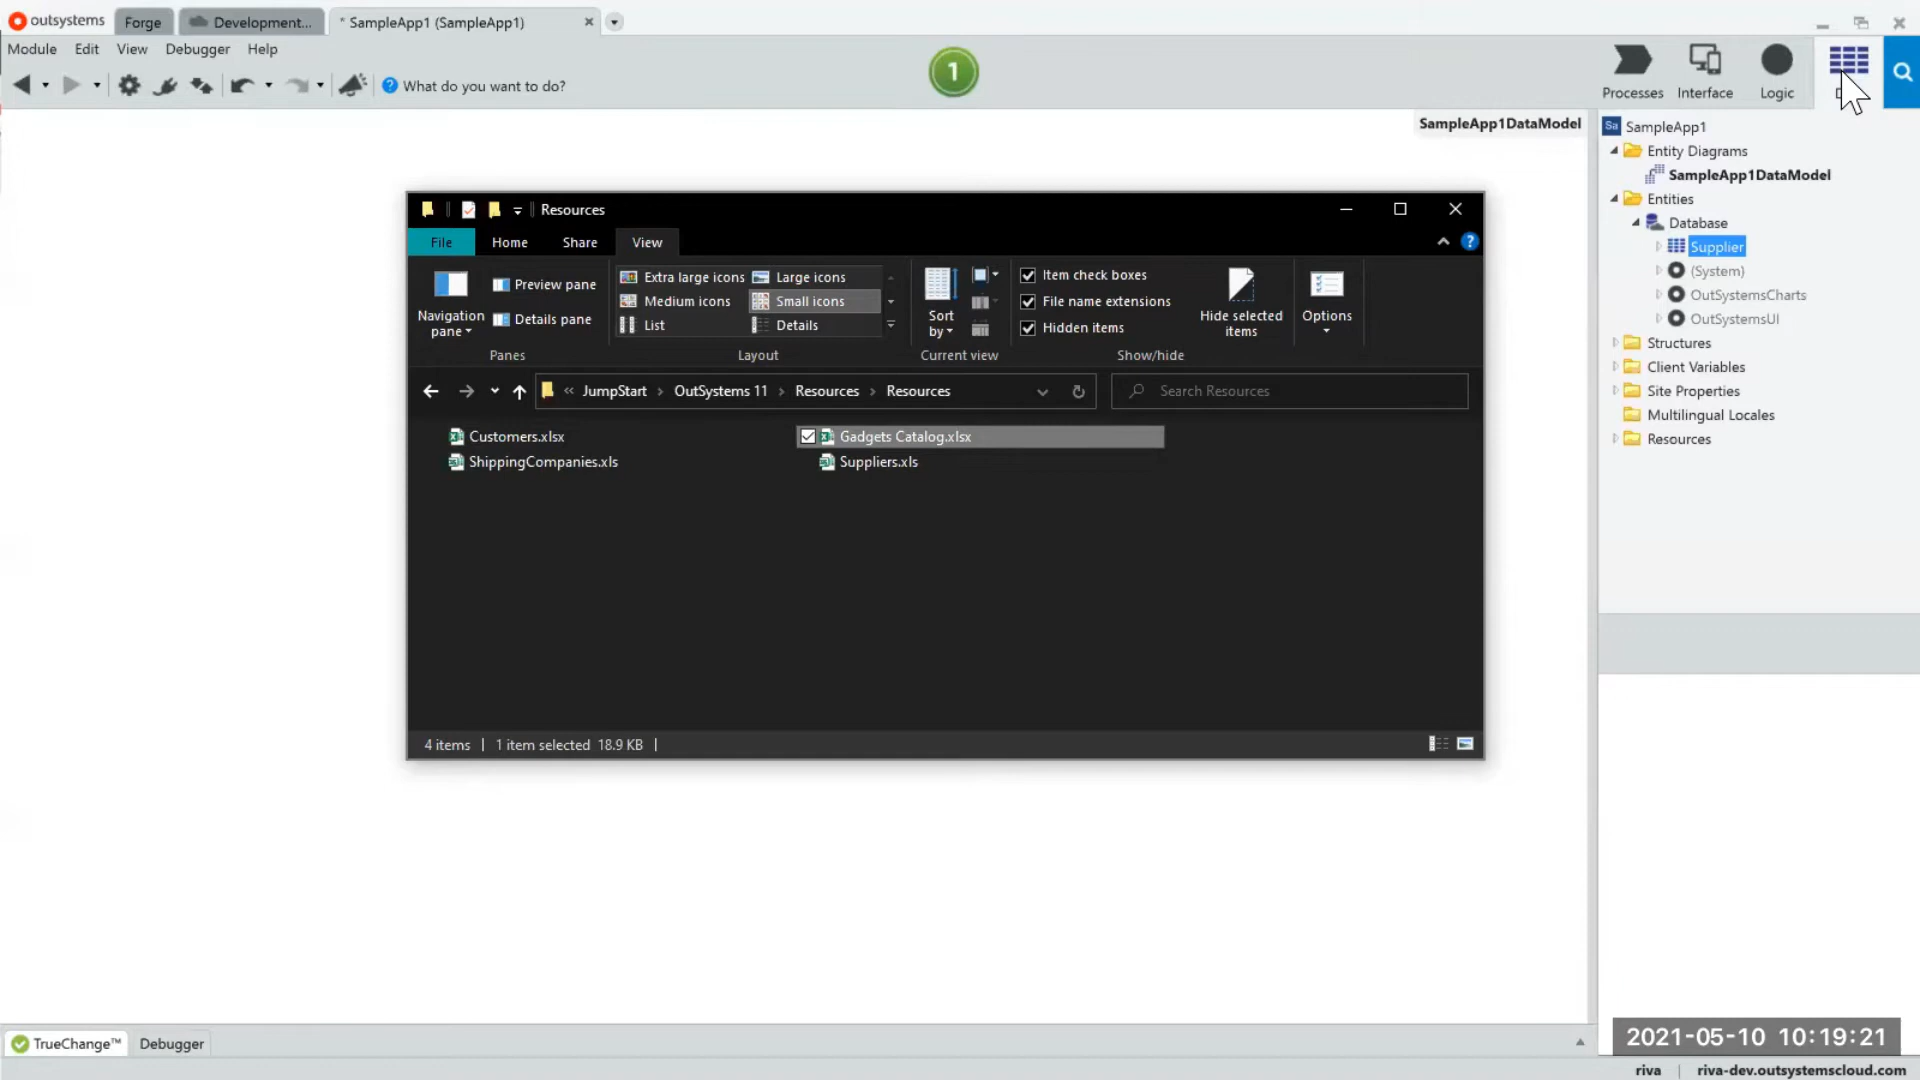 outsystems Forge Development... * SampleApp1 (SampleApp1)
Module Edit View Debugger Help
What do you want to do?
1
Processes Interface Logic
SampleApp1DataModel
SampleApp1
Entity Diagrams
SampleApp1DataModel
Entities
Database
Supplier
(System)
OutSystemsCharts
OutSystemsUI
Structures
Client Variables
Site Properties
Multilingual Locales
Resources
Resources
File Home Share View
Navigation pane
Preview pane
Details pane
Panes
Extra large icons Large icons
Medium icons Small icons
List Details
Layout
Sort by
Current view
Item check boxes
File name extensions
Hidden items
Hide selected items
Show/hide
Options
« JumpStart > OutSystems 11 > Resources > Resources
Search Resources
Customers.xlsx Gadgets Catalog.xlsx
ShippingCompanies.xls Suppliers.xls
4 items 1 item selected 18.9 KB
TrueChange™ Debugger
2021-05-10 10:19:21
riva riva-dev.outsystemscloud.com